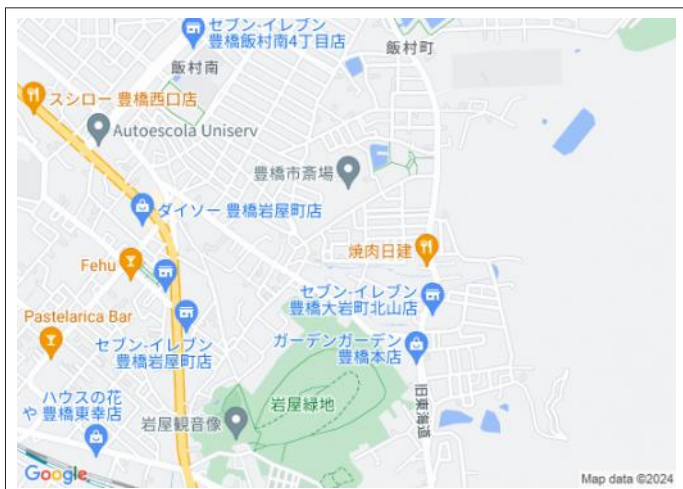 セブン-イレブン
豊橋飯村南4丁目店
飯村町
飯村南
スシロー 豊橋西口店
Autoescola Uniserv
豊橋市斎場
ダイソー 豊橋岩屋町店
焼肉日建
Fehu
セブン-イレブン
豊橋大岩町北山店
Pastelarica Bar
セブン-イレブン
豊橋岩屋町店
ガーデンガーデン
豊橋本店
ハウスの花
や 豊橋東幸店
岩屋緑地
旧東海道
岩屋観音像
Google
Map data ©2024